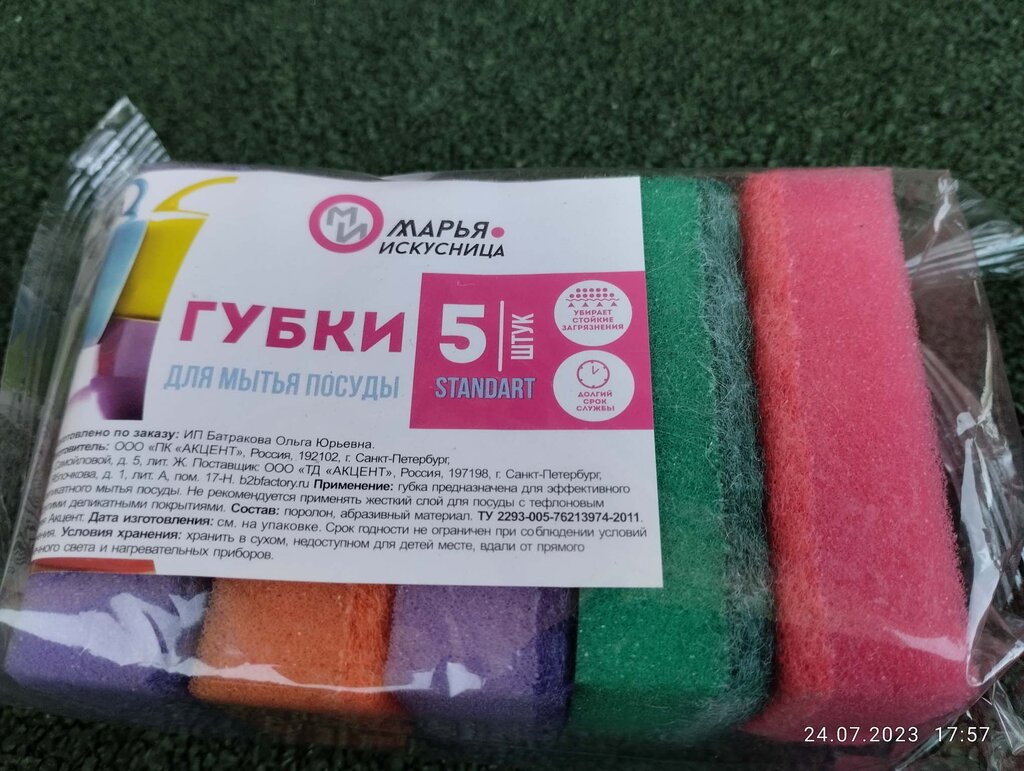 МИ
МАРЬЯ
ИСКУСНИЦА
ГУБКИ
ДЛЯ МЫТЬЯ ПОСУДЫ
5
ШТУК
STANDART
УБИРАЕТ
СТОЙКИЕ
ЗАГРЯЗНЕНИЯ
ДОЛГИЙ
СРОК
СЛУЖБЫ
по заказу: ИП Батракова Ольга Юрьевна.
ООО «ПК «АКЦЕНТ», Россия, 192102, г. Санкт-Петербург,
Самойловой, д. 5, лит. Ж. Поставщик: ООО «ТД «АКЦЕНТ», Россия, 197198, г. Санкт-Петербург,
д. 1, лит. А, пом. 17-Н. b2bfactory.ru Применение: губка предназначена для эффективного
мытья посуды. Не рекомендуется применять жесткий слой для посуды с тефлоновым
деликатными покрытиями. Состав: поролон, абразивный материал. ТУ 2293-005-76213974-2011.
Акцент. Дата изготовления: см. на упаковке. Срок годности не ограничен при соблюдении условий
Условия хранения: хранить в сухом, недоступном для детей месте, вдали от прямого
света и нагревательных приборов.
24.07.2023 17:57